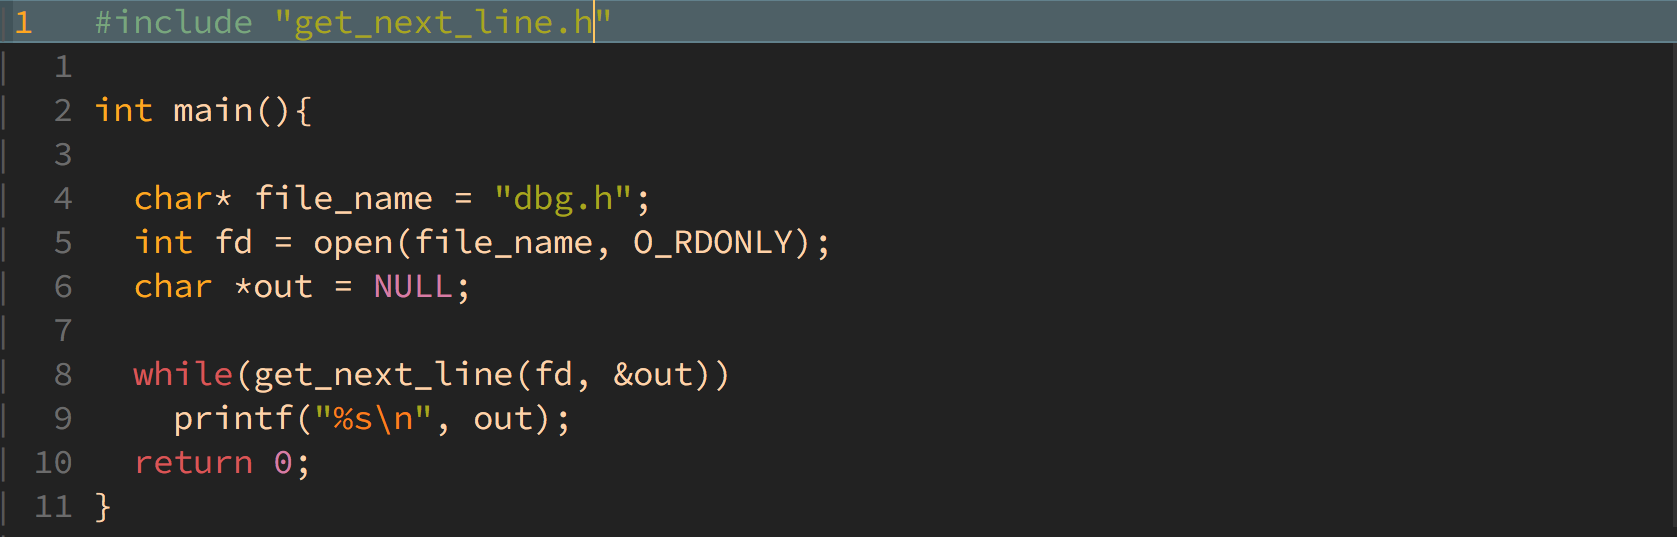 1 #include "get_next_line.h"
1
2 int main(){
3
4 char* file_name = "dbg.h";
5 int fd = open(file_name, O_RDONLY);
6 char *out = NULL;
7
8 while(get_next_line(fd, &out))
9 printf("%s\n", out);
10 return 0;
11 }